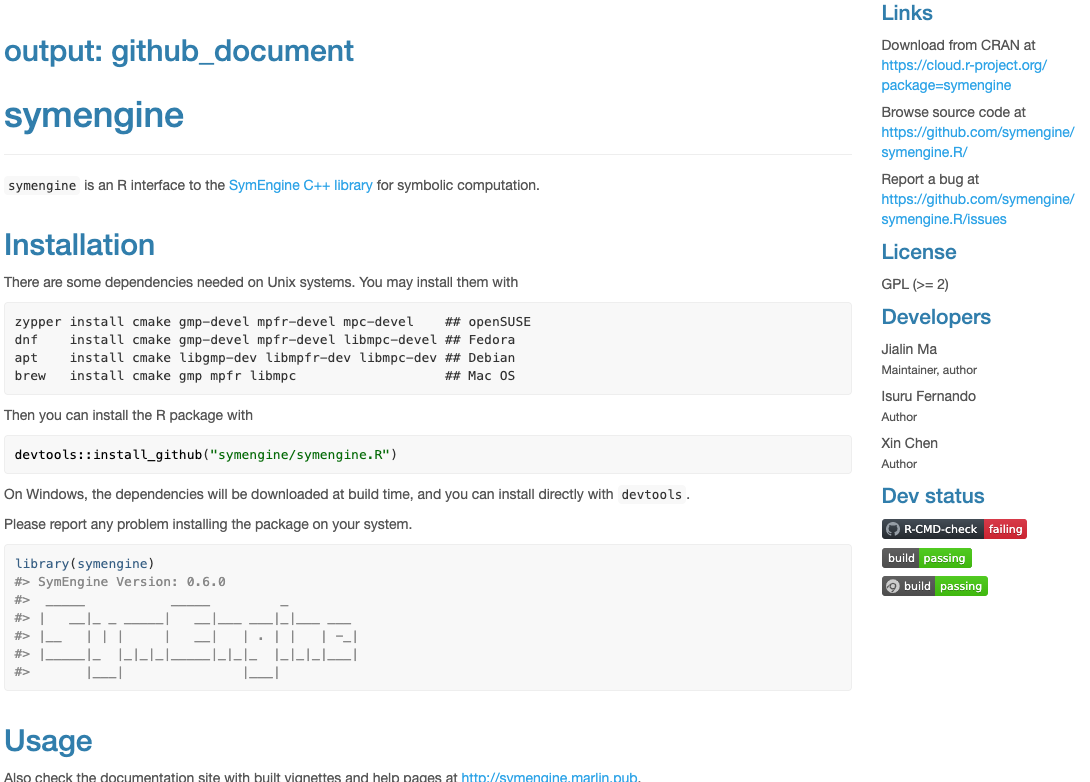 output: github_document
symengine
symengine is an R interface to the SymEngine C++ library for symbolic computation.
Installation
There are some dependencies needed on Unix systems. You may install them with
zypper install cmake gmp-devel mpfr-devel mpc-devel    ## openSUSE
dnf    install cmake gmp-devel mpfr-devel libmpc-devel ## Fedora
apt    install cmake libgmp-dev libmpfr-dev libmpc-dev ## Debian
brew   install cmake gmp mpfr libmpc                   ## Mac OS
Then you can install the R package with
devtools::install_github("symengine/symengine.R")
On Windows, the dependencies will be downloaded at build time, and you can install directly with devtools.
Please report any problem installing the package on your system.
library(symengine)
#> SymEngine Version: 0.6.0
#>  _____           _____         _
#> |   __|_ _ _____|   __|___ ___|_|___ ___
#> |__   | | |     |   __|   | . | |   | -_|
#> |_____|_  |_|_|_|_____|_|_|_  |_|_|_|___|
#>       |___|               |___|
Usage
Also check the documentation site with built vignettes and help pages at http://symengine.marlin.pub.
Links
Download from CRAN at
https://cloud.r-project.org/
package=symengine
Browse source code at
https://github.com/symengine/
symengine.R/
Report a bug at
https://github.com/symengine/
symengine.R/issues
License
GPL (>= 2)
Developers
Jialin Ma
Maintainer, author
Isuru Fernando
Author
Xin Chen
Author
Dev status
R-CMD-check failing
build passing
build passing